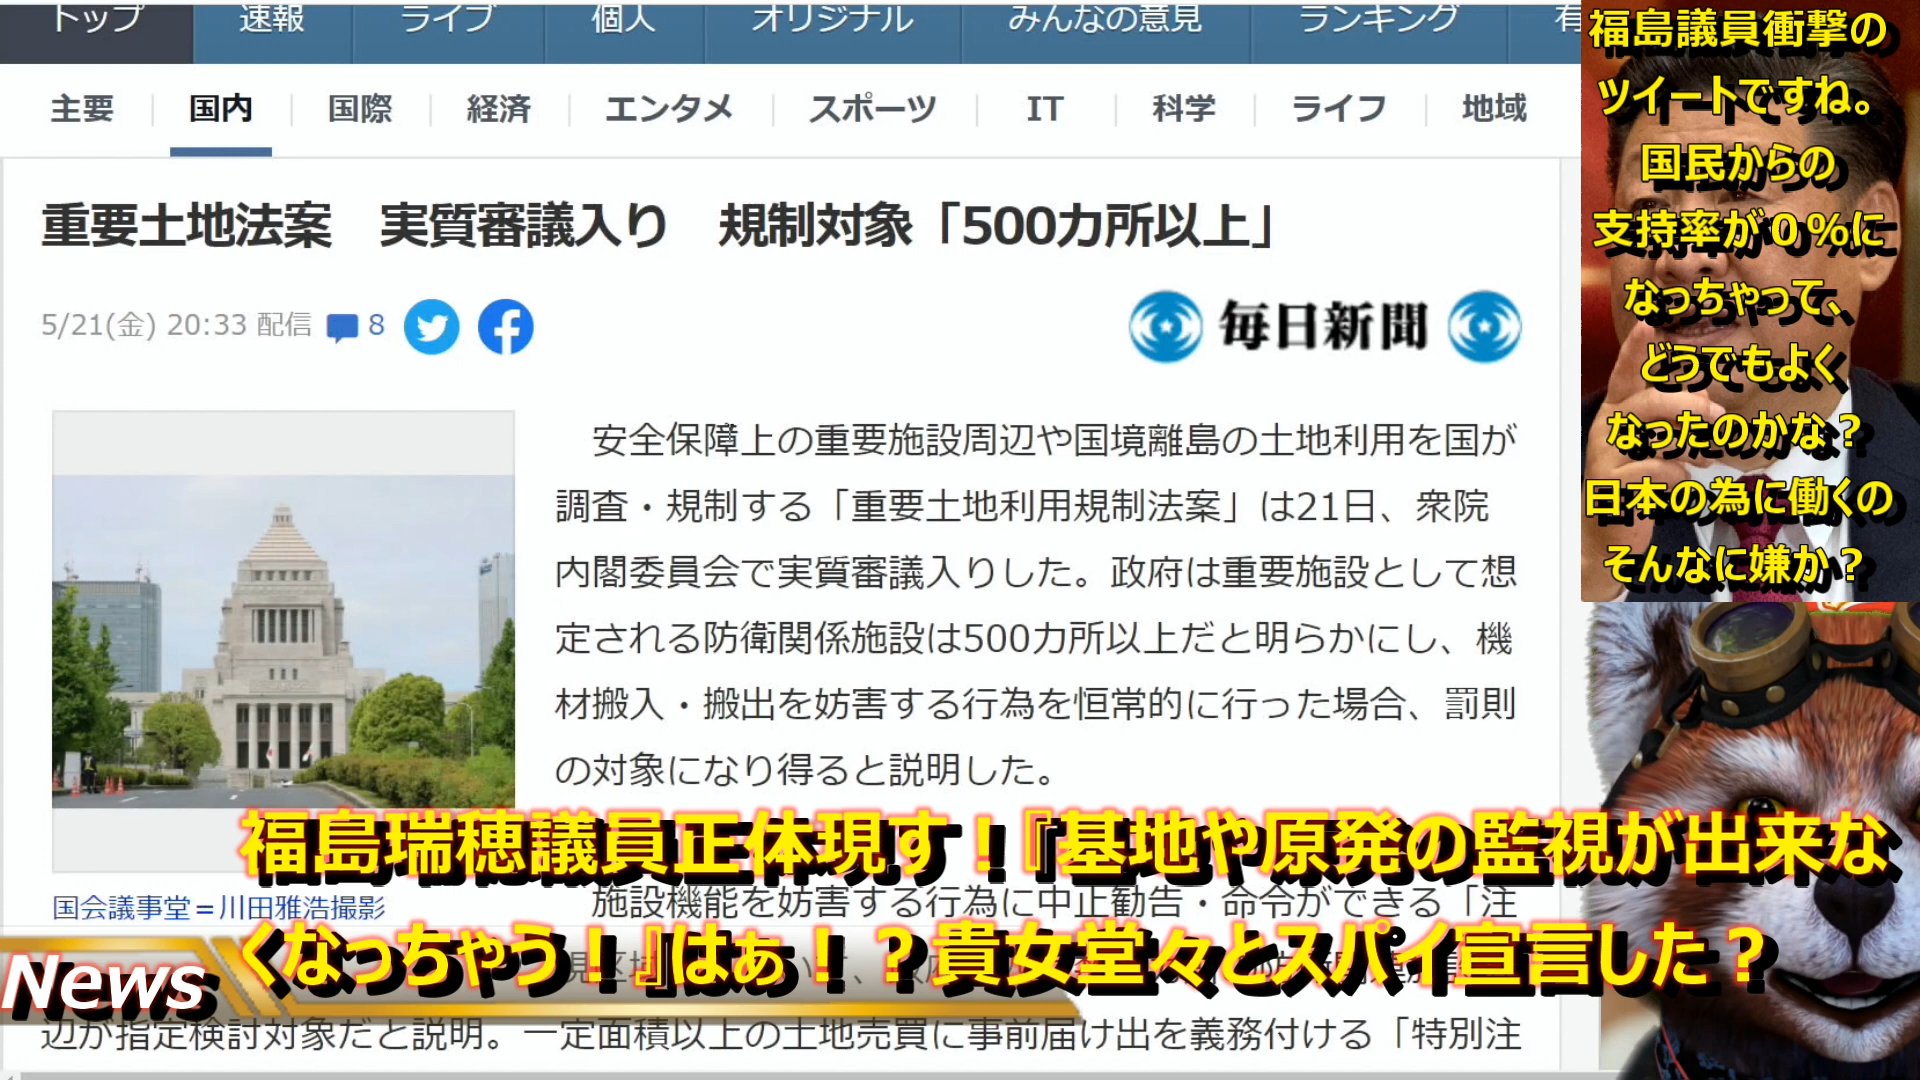 トップ 速報 ライブ 個人 オリジナル みんなの意見 ランキング 有
主要 国内 国際 経済 エンタメ スポーツ IT 科学 ライフ 地域
重要土地法案　実質審議入り　規制対象「500カ所以上」
5/21(金) 20:33 配信 8
毎日新聞
安全保障上の重要施設周辺や国境離島の土地利用を国が
調査・規制する「重要土地利用規制法案」は21日、衆院
内閣委員会で実質審議入りした。政府は重要施設として想
定される防衛関係施設は500カ所以上だと明らかにし、機
材搬入・搬出を妨害する行為を恒常的に行った場合、罰則
の対象になり得ると説明した。
国会議事堂＝川田雅浩撮影
施設機能を妨害する行為に中止勧告・命令ができる「注
辺が指定検討対象だと説明。一定面積以上の土地売買に事前届け出を義務付ける「特別注
福島議員衝撃の
ツイートですね。
国民からの
支持率が０％に
なっちゃって、
どうでもよく
なったのかな？
日本の為に働くの
そんなに嫌か？
福島瑞穂議員正体現す！『基地や原発の監視が出来な
くなっちゃう！』はぁ！？貴女堂々とスパイ宣言した？
News